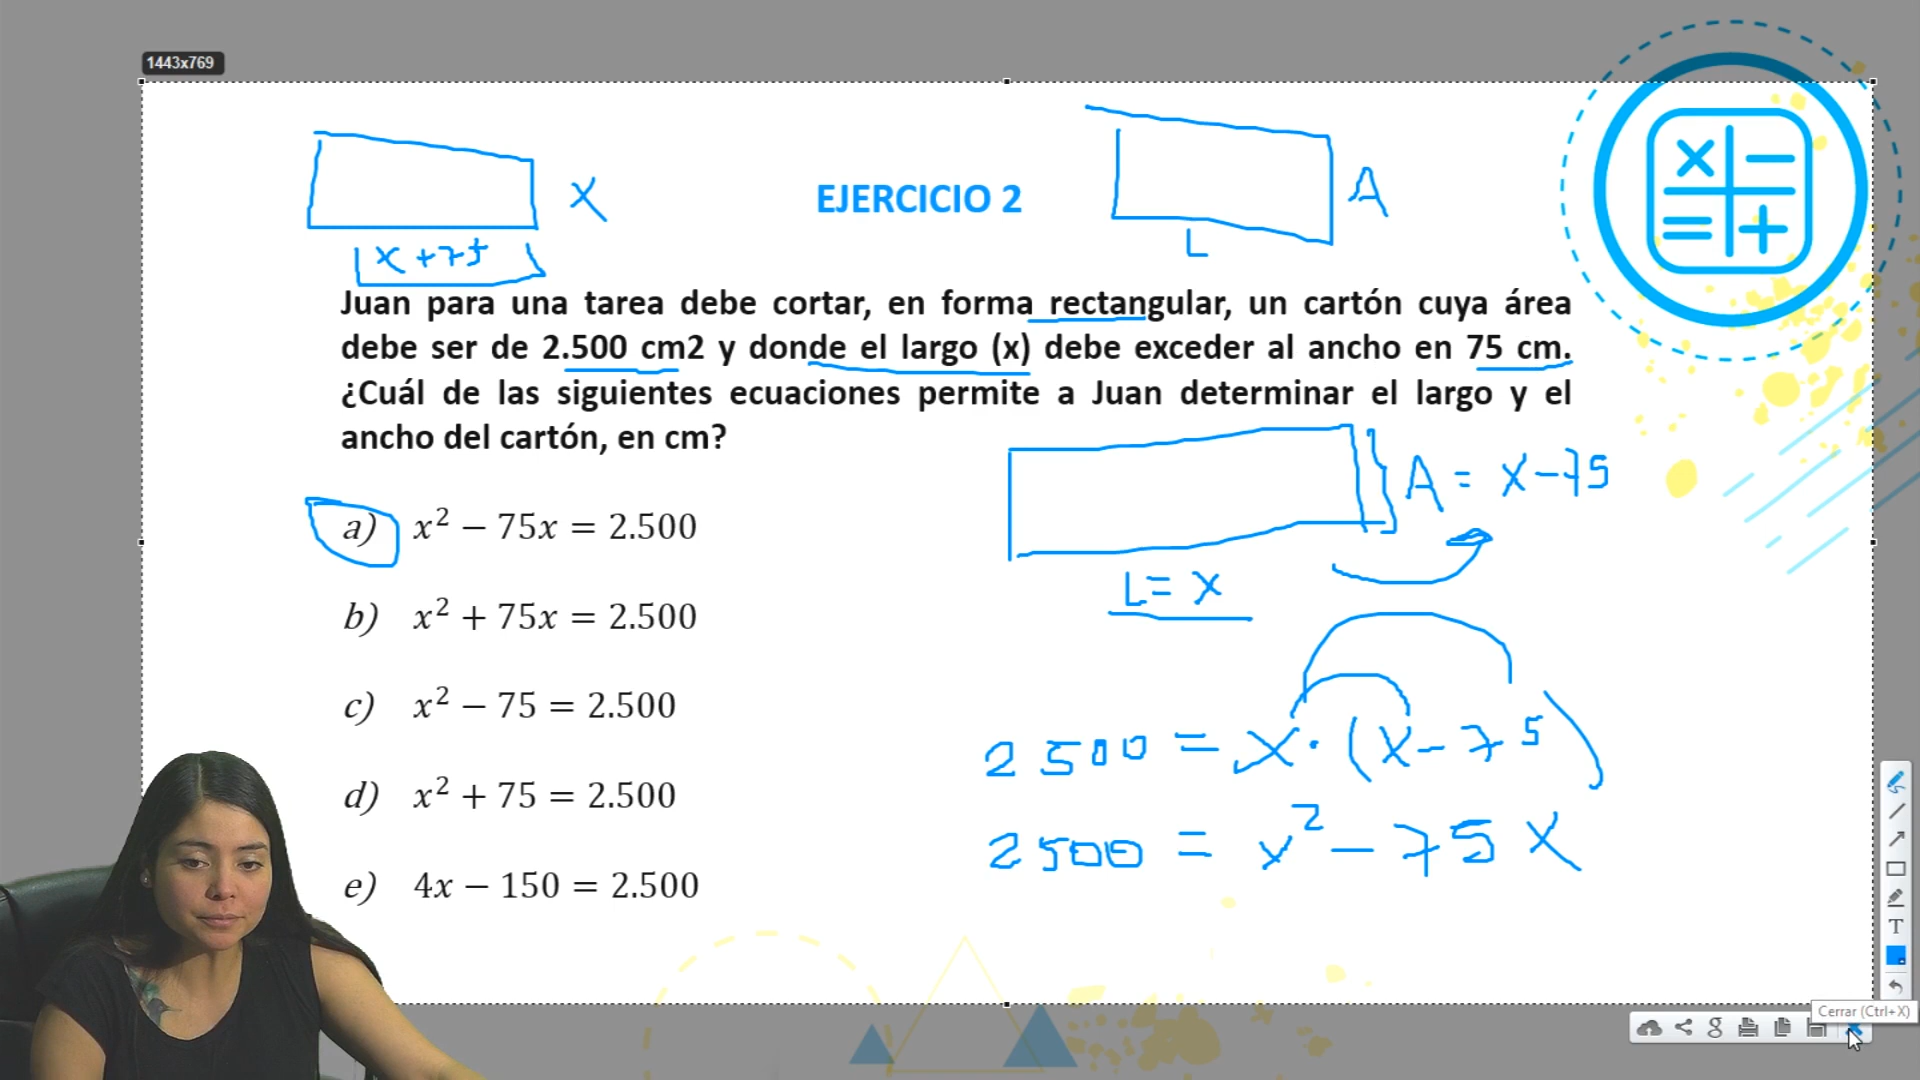 1443x769
X
EJERCICIO 2
A
x +75
L
Juan para una tarea debe cortar, en forma rectangular, un cartón cuya área
debe ser de 2.500 cm2 y donde el largo (x) debe exceder al ancho en 75 cm.
¿Cuál de las siguientes ecuaciones permite a Juan determinar el largo y el
ancho del cartón, en cm?
A = X-75
a) x² − 75x = 2.500
L= X
b) x² + 75x = 2.500
c) x² − 75 = 2.500
2500 = x·(x-75)
d) x² + 75 = 2.500
2500 = x² - 75 X
e) 4x − 150 = 2.500
Cerrar (Ctrl+X)